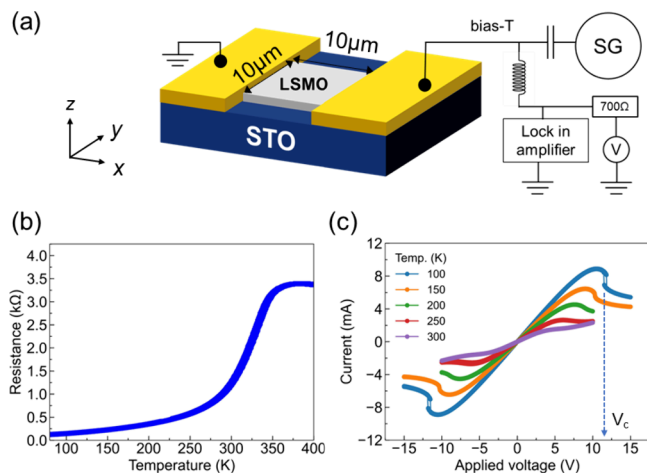 (a)
bias-T
SG
10μm
10μm
LSMO
STO
700Ω
Lock in
amplifier
V
z
y
x
(b)
Resistance (kΩ)
4.0
3.5
3.0
2.5
2.0
1.5
1.0
0.5
0.0
100 150 200 250 300 350 400
Temperature (K)
(c)
Current (mA)
12
8
4
0
−4
−8
−12
Temp. (K)
100
150
200
250
300
Vc
−15 −10 −5 0 5 10 15
Applied voltage (V)